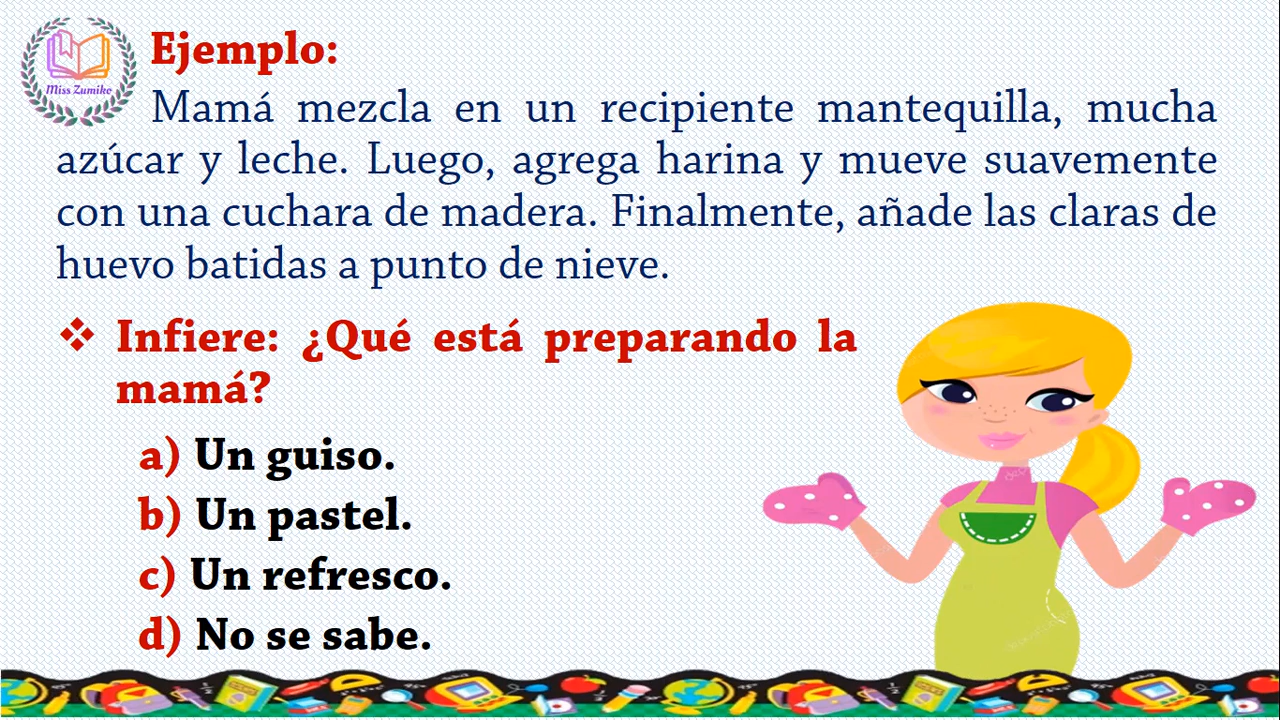 Miss Zumiko
Ejemplo:
Mamá mezcla en un recipiente mantequilla, mucha
azúcar y leche. Luego, agrega harina y mueve suavemente
con una cuchara de madera. Finalmente, añade las claras de
huevo batidas a punto de nieve.
❖ Infiere: ¿Qué está preparando la
mamá?
a) Un guiso.
b) Un pastel.
c) Un refresco.
d) No se sabe.